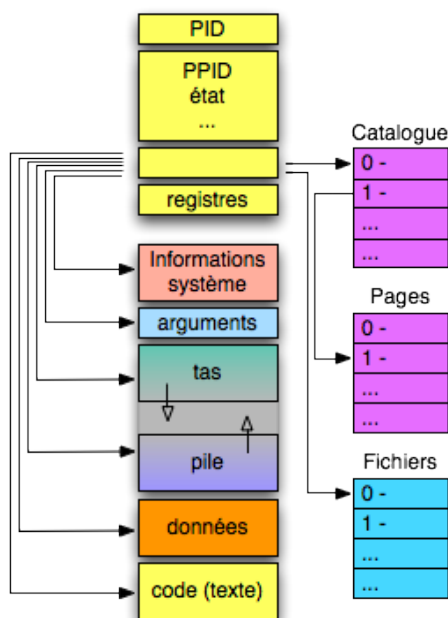 PID
PPID
état
...
registres
Informations
système
arguments
tas
pile
données
code (texte)
Catalogue
0 -
1 -
...
...
Pages
0 -
1 -
...
...
Fichiers
0 -
1 -
...
...